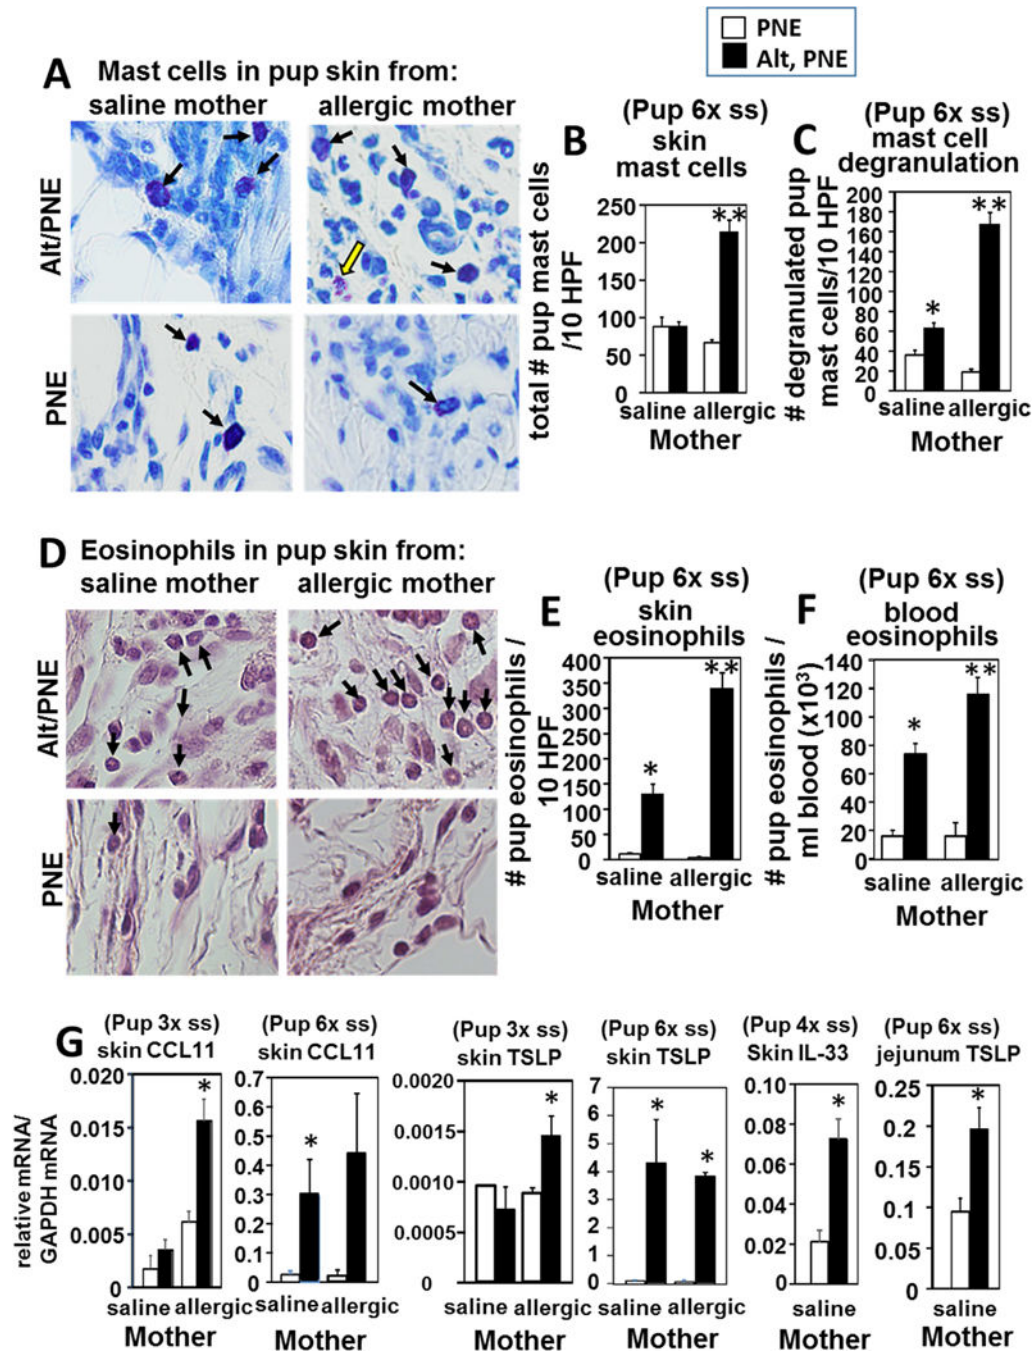 PNE
Alt, PNE
A Mast cells in pup skin from:
saline mother allergic mother
Alt/PNE
PNE
B (Pup 6x ss)
skin
mast cells
total # pup mast cells
/10 HPF
250
200
150
100
50
0
**
saline allergic
Mother
C (Pup 6x ss)
mast cell
degranulation
# degranulated pup
mast cells/10 HPF
200
180
160
140
120
100
80
60
40
20
0
*
**
saline allergic
Mother
D Eosinophils in pup skin from:
saline mother allergic mother
Alt/PNE
PNE
E (Pup 6x ss)
skin
eosinophils
# pup eosinophils /
10 HPF
400
350
300
250
200
150
100
50
0
*
**
saline allergic
Mother
F (Pup 6x ss)
blood
eosinophils
# pup eosinophils /
ml blood (x10³)
140
120
100
80
60
40
20
0
*
**
saline allergic
Mother
G
relative mRNA/
GAPDH mRNA
(Pup 3x ss)
skin CCL11
0.020
0.015
0.010
0.005
0
*
saline allergic
Mother
(Pup 6x ss)
skin CCL11
0.7
0.6
0.5
0.4
0.3
0.2
0.1
0
*
saline allergic
Mother
(Pup 3x ss)
skin TSLP
0.0020
0.0015
0.0010
0.0005
0
*
saline allergic
Mother
(Pup 6x ss)
skin TSLP
7
6
5
4
3
2
1
0
*
*
saline allergic
Mother
(Pup 4x ss)
Skin IL-33
0.10
0.08
0.06
0.04
0.02
0
*
saline
Mother
(Pup 6x ss)
jejunum TSLP
0.25
0.2
0.15
0.1
0.05
0
*
saline
Mother